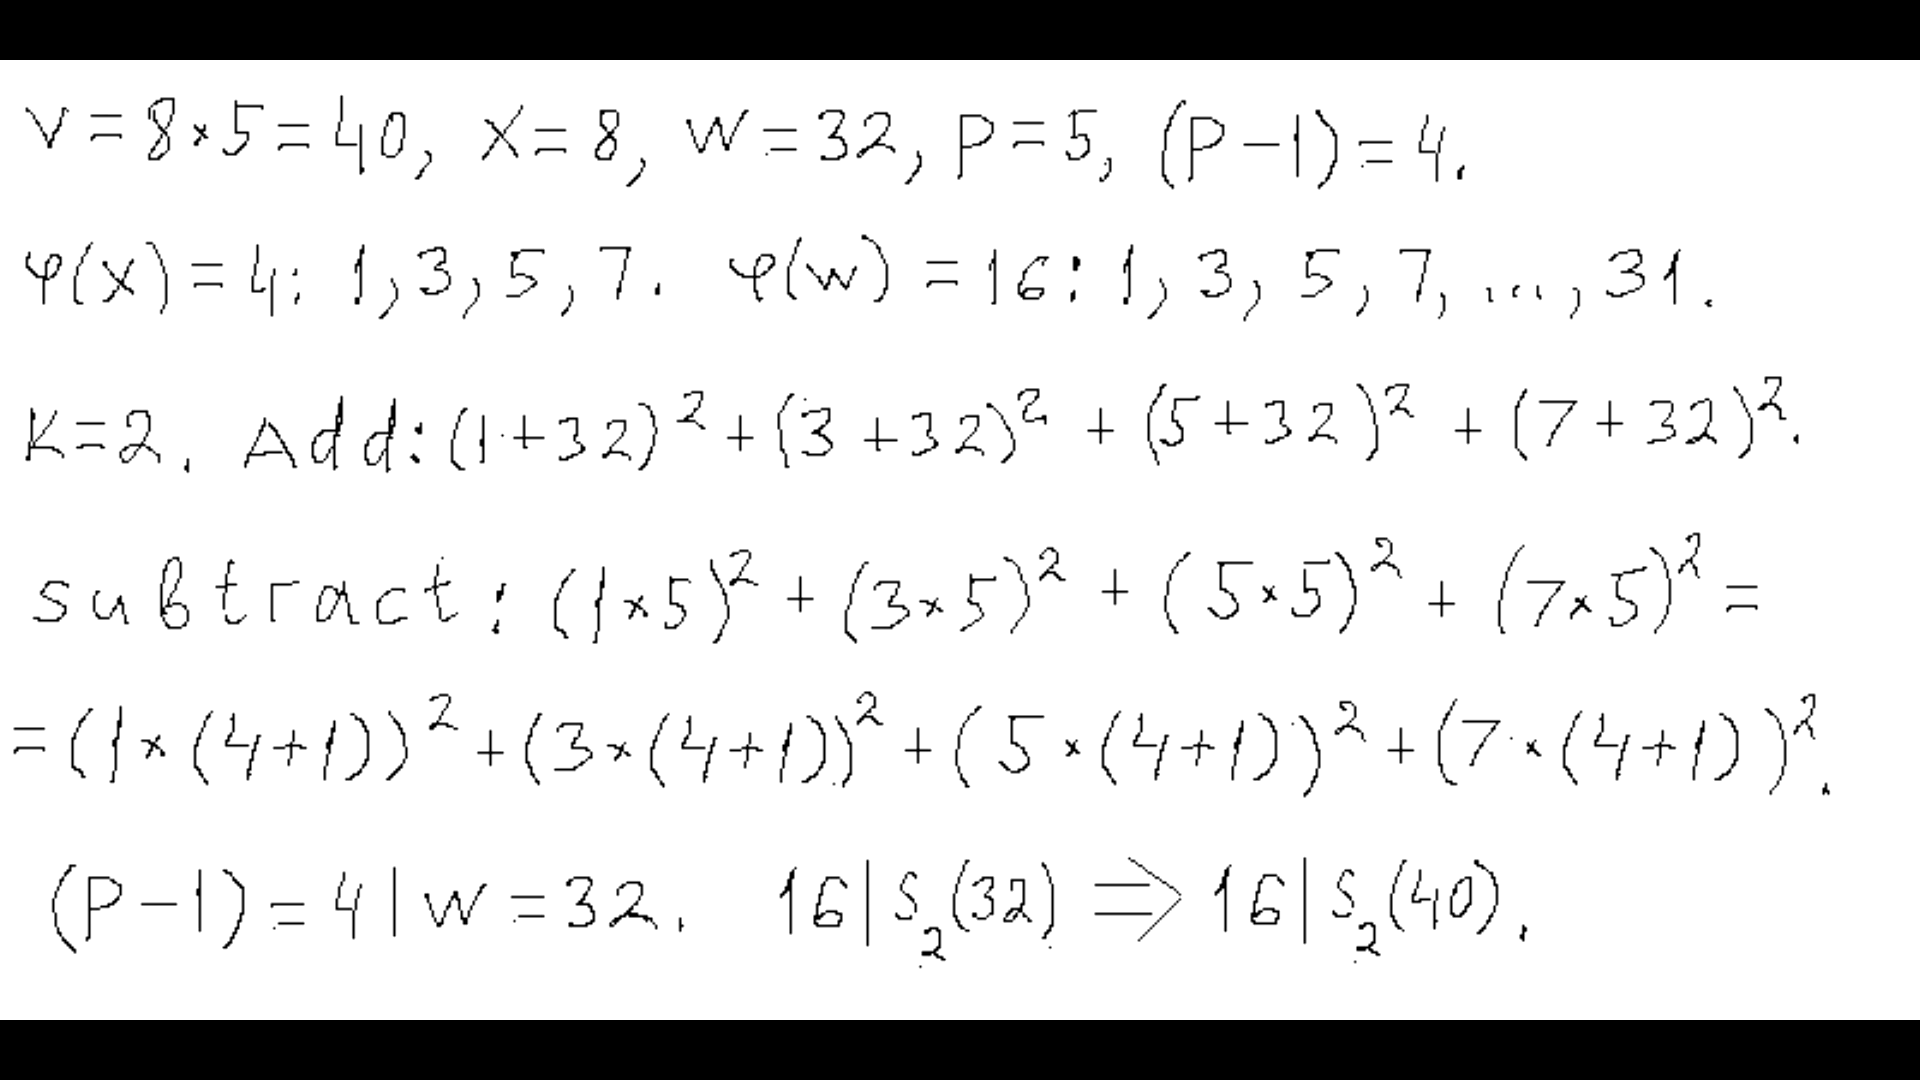 V=8×5=40, X=8, W=32, P=5, (P-1)=4.
φ(x)=4: 1, 3, 5, 7. φ(w)=16: 1, 3, 5, 7, ..., 31.
K=2. Add: (1+32)² + (3+32)² + (5+32)² + (7+32)².
subtract: (1×5)² + (3×5)² + (5×5)² + (7×5)² =
= (1×(4+1))² + (3×(4+1))² + (5×(4+1))² + (7×(4+1))².
(P-1)=4|W=32. 16|S₂(32) ⇒ 16|S₂(40).